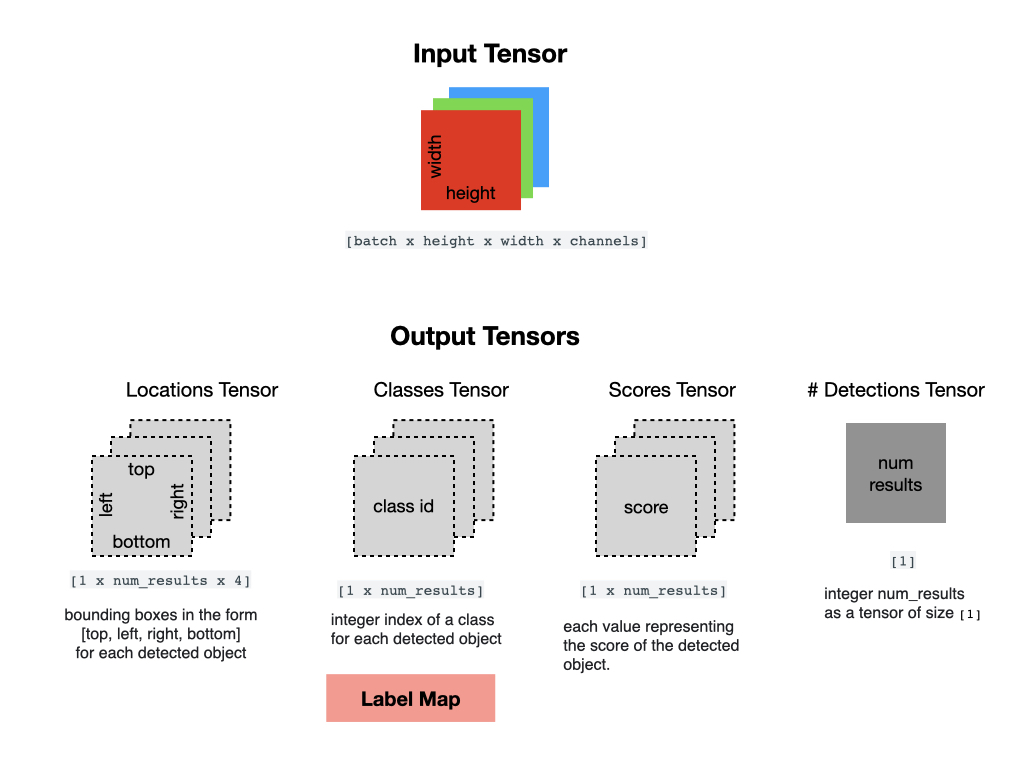 Input Tensor
width
height
[batch x height x width x channels]
Output Tensors
Locations Tensor
top
left
right
bottom
[1 x num_results x 4]
bounding boxes in the form
[top, left, right, bottom]
for each detected object
Classes Tensor
class id
[1 x num_results]
integer index of a class
for each detected object
Label Map
Scores Tensor
score
[1 x num_results]
each value representing
the score of the detected
object.
# Detections Tensor
num
results
[1]
integer num_results
as a tensor of size [1]